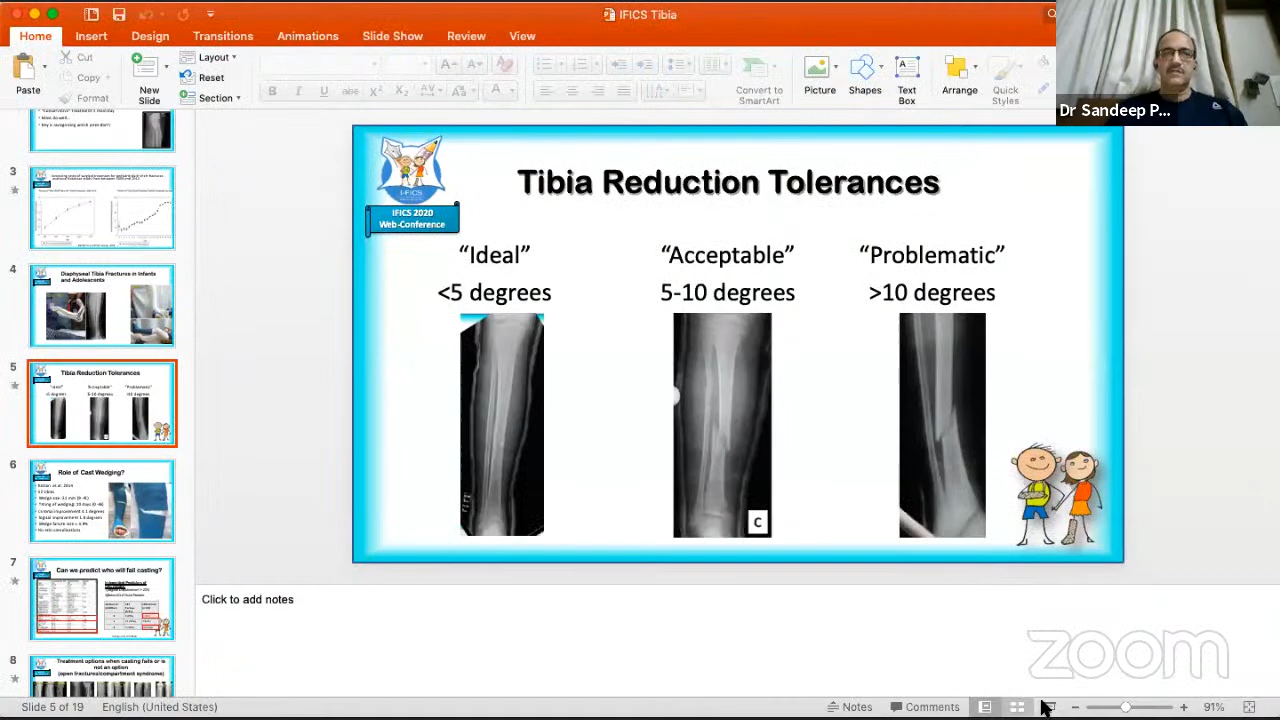 IFICS Tibia
Home Insert Design Transitions Animations Slide Show Review View
Paste
Cut
Copy
Format
New
Slide
Layout
Reset
Section
Convert to
SmartArt
Picture
Shapes
Text
Box
Arrange
Quick
Styles
Dr Sandeep P...
3
4
Diaphyseal Tibia Fractures in Infants
and Adolescents
5
Tibia Reduction Tolerances
6
Role of Cast Wedging?
7
Can we predict who will fail casting?
8
Treatment options when casting fails or is
not an option
(open fractures/compartment syndrome)
I-FICS
IFICS 2020
Web-Conference
Tibia Reduction Tolerances
“Ideal” “Acceptable” “Problematic”
<5 degrees 5-10 degrees >10 degrees
C
Click to add notes
zoom
Slide 5 of 19 English (United States) Notes Comments 91%